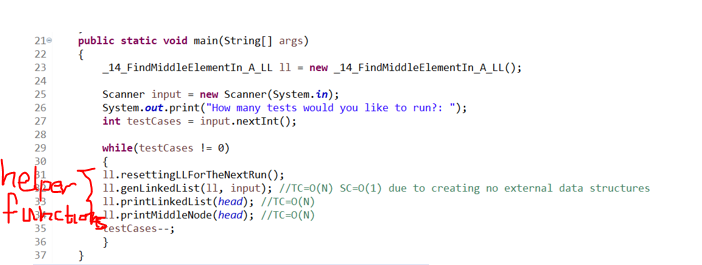 21 public static void main(String[] args)
22 {
23 _14_FindMiddleElementIn_A_LL ll = new _14_FindMiddleElementIn_A_LL();
24
25 Scanner input = new Scanner(System.in);
26 System.out.print("How many tests would you like to run?: ");
27 int testCases = input.nextInt();
28
29 while(testCases != 0)
30 {
helper functions
31 ll.resettingLLForTheNextRun();
ll.genLinkedList(ll, input); //TC=O(N) SC=O(1) due to creating no external data structures
ll.printLinkedList(head); //TC=O(N)
ll.printMiddleNode(head); //TC=O(N)
35 testCases--;
36 }
37 }